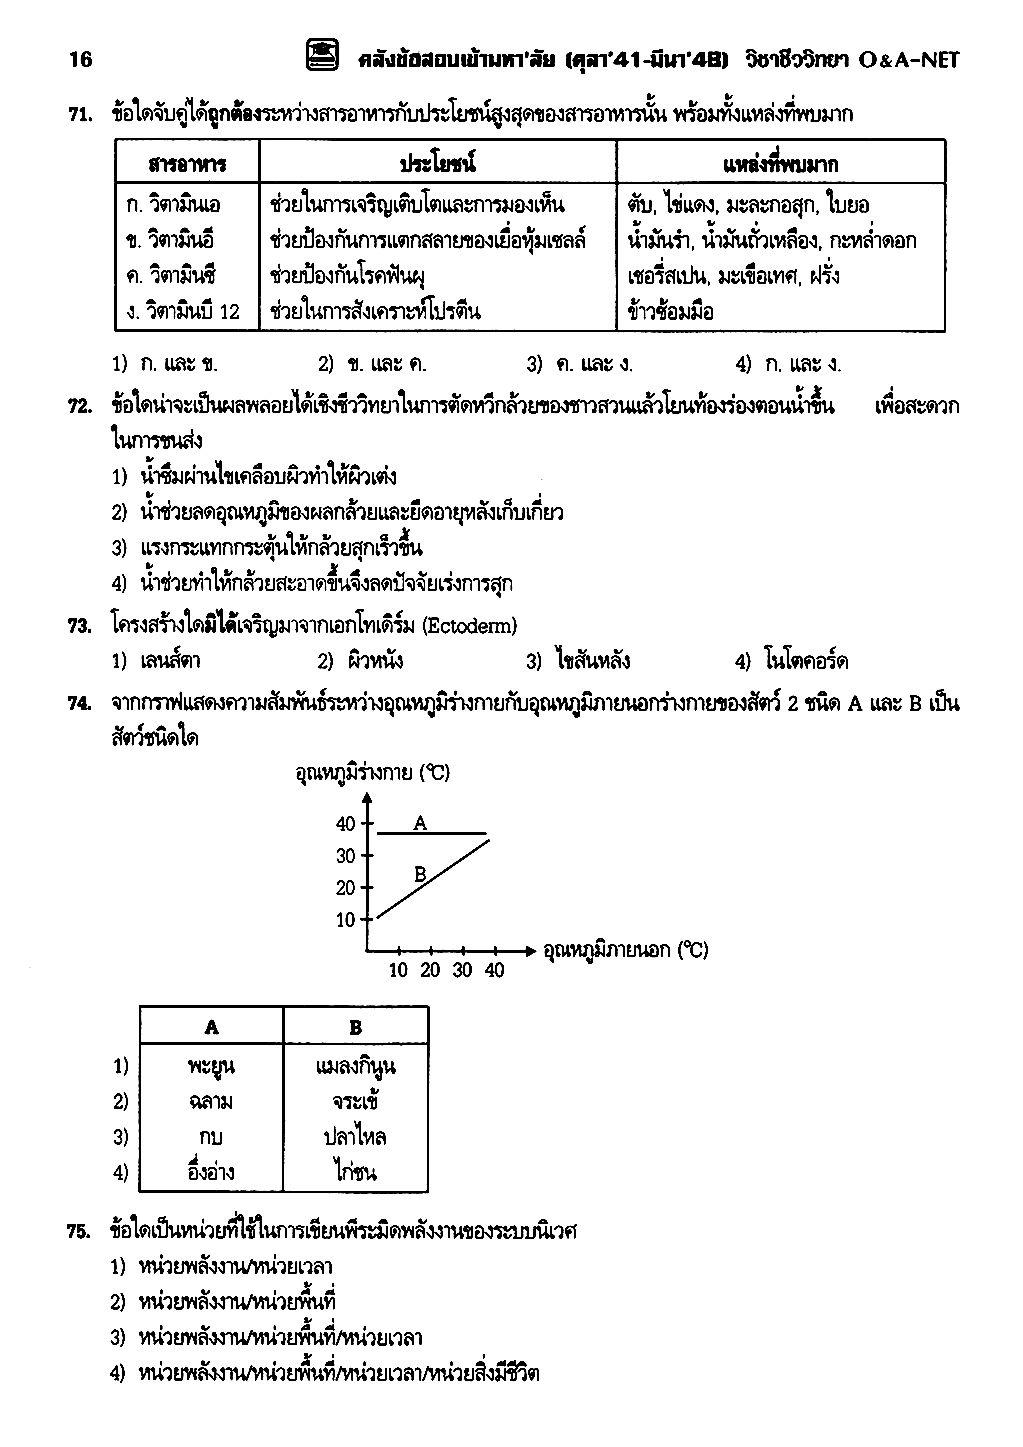 16 คลังข้อสอบเข้ามหา'ลัย (ตุลา'41-มีนา'48) วิชาชีววิทยา O & A-NET
71. ข้อใดจับคู่ได้ถูกต้องระหว่างสารอาหารกับประโยชน์สูงสุดของสารอาหารนั้น พร้อมทั้งแหล่งที่พบมาก
สารอาหาร ประโยชน์ แหล่งที่พบมาก
ก. วิตามินเอ ช่วยในการเจริญเติบโตและการมองเห็น ตับ, ไข่แดง, มะละกอสุก, ใบยอ
ข. วิตามินอี ช่วยป้องกันการแตกสลายของเยื่อหุ้มเซลล์ น้ำมันรำ, น้ำมันถั่วเหลือง, กะหล่ำดอก
ค. วิตามินซี ช่วยป้องกันโรคฟันผุ เชอรี่สเปน, มะเขือเทศ, ฝรั่ง
ง. วิตามินบี 12 ช่วยในการสังเคราะห์โปรตีน ข้าวซ้อมมือ
1) ก. และ ข. 2) ข. และ ค. 3) ค. และ ง. 4) ก. และ ง.
72. ข้อใดน่าจะเป็นผลพลอยได้เชิงชีววิทยาในการตัดหวีกล้วยของชาวสวนแล้วโยนท้องร่องตอนน้ำขึ้น เพื่อสะดวก
ในการขนส่ง
1) น้ำซึมผ่านไขเคลือบผิวทำให้ผิวเต่ง
2) น้ำช่วยลดอุณหภูมิของผลกล้วยและยืดอายุหลังเก็บเกี่ยว
3) แรงกระแทกกระตุ้นให้กล้วยสุกเร็วขึ้น
4) น้ำช่วยทำให้กล้วยสะอาดขึ้นจึงลดปัจจัยเร่งการสุก
73. โครงสร้างใดมิได้เจริญมาจากเอกโทเดิร์ม (Ectoderm)
1) เลนส์ตา 2) ผิวหนัง 3) ไขสันหลัง 4) โนโตคอร์ด
74. จากกราฟแสดงความสัมพันธ์ระหว่างอุณหภูมิร่างกายกับอุณหภูมิภายนอกร่างกายของสัตว์ 2 ชนิด A และ B เป็น
สัตว์ชนิดใด
อุณหภูมิร่างกาย (°C)
40 A
30
B
20
10
อุณหภูมิภายนอก (°C)
10 20 30 40
A B
1) พะยูน แมลงกินูน
2) ฉลาม จระเข้
3) กบ ปลาไหล
4) อึ่งอ่าง ไก่ชน
75. ข้อใดเป็นหน่วยที่ใช้ในการเขียนพีระมิดพลังงานของระบบนิเวศ
1) หน่วยพลังงาน/หน่วยเวลา
2) หน่วยพลังงาน/หน่วยพื้นที่
3) หน่วยพลังงาน/หน่วยพื้นที่/หน่วยเวลา
4) หน่วยพลังงาน/หน่วยพื้นที่/หน่วยเวลา/หน่วยสิ่งมีชีวิต